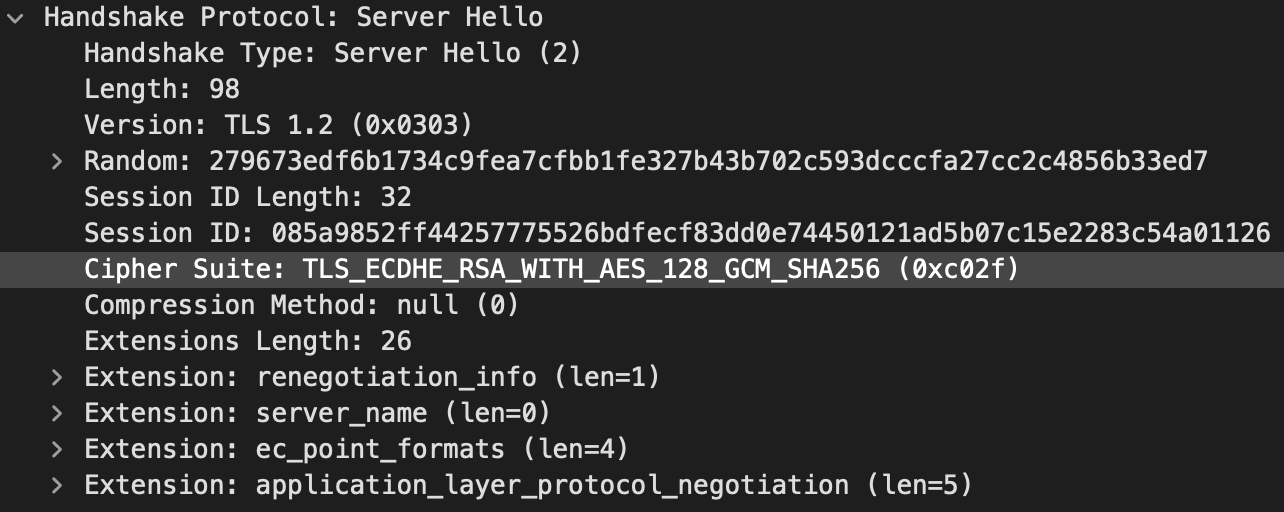 Handshake Protocol: Server Hello
Handshake Type: Server Hello (2)
Length: 98
Version: TLS 1.2 (0x0303)
Random: 279673edf6b1734c9fea7cfbb1fe327b43b702c593dcccfa27cc2c4856b33ed7
Session ID Length: 32
Session ID: 085a9852ff44257775526bdfecf83dd0e74450121ad5b07c15e2283c54a01126
Cipher Suite: TLS_ECDHE_RSA_WITH_AES_128_GCM_SHA256 (0xc02f)
Compression Method: null (0)
Extensions Length: 26
Extension: renegotiation_info (len=1)
Extension: server_name (len=0)
Extension: ec_point_formats (len=4)
Extension: application_layer_protocol_negotiation (len=5)